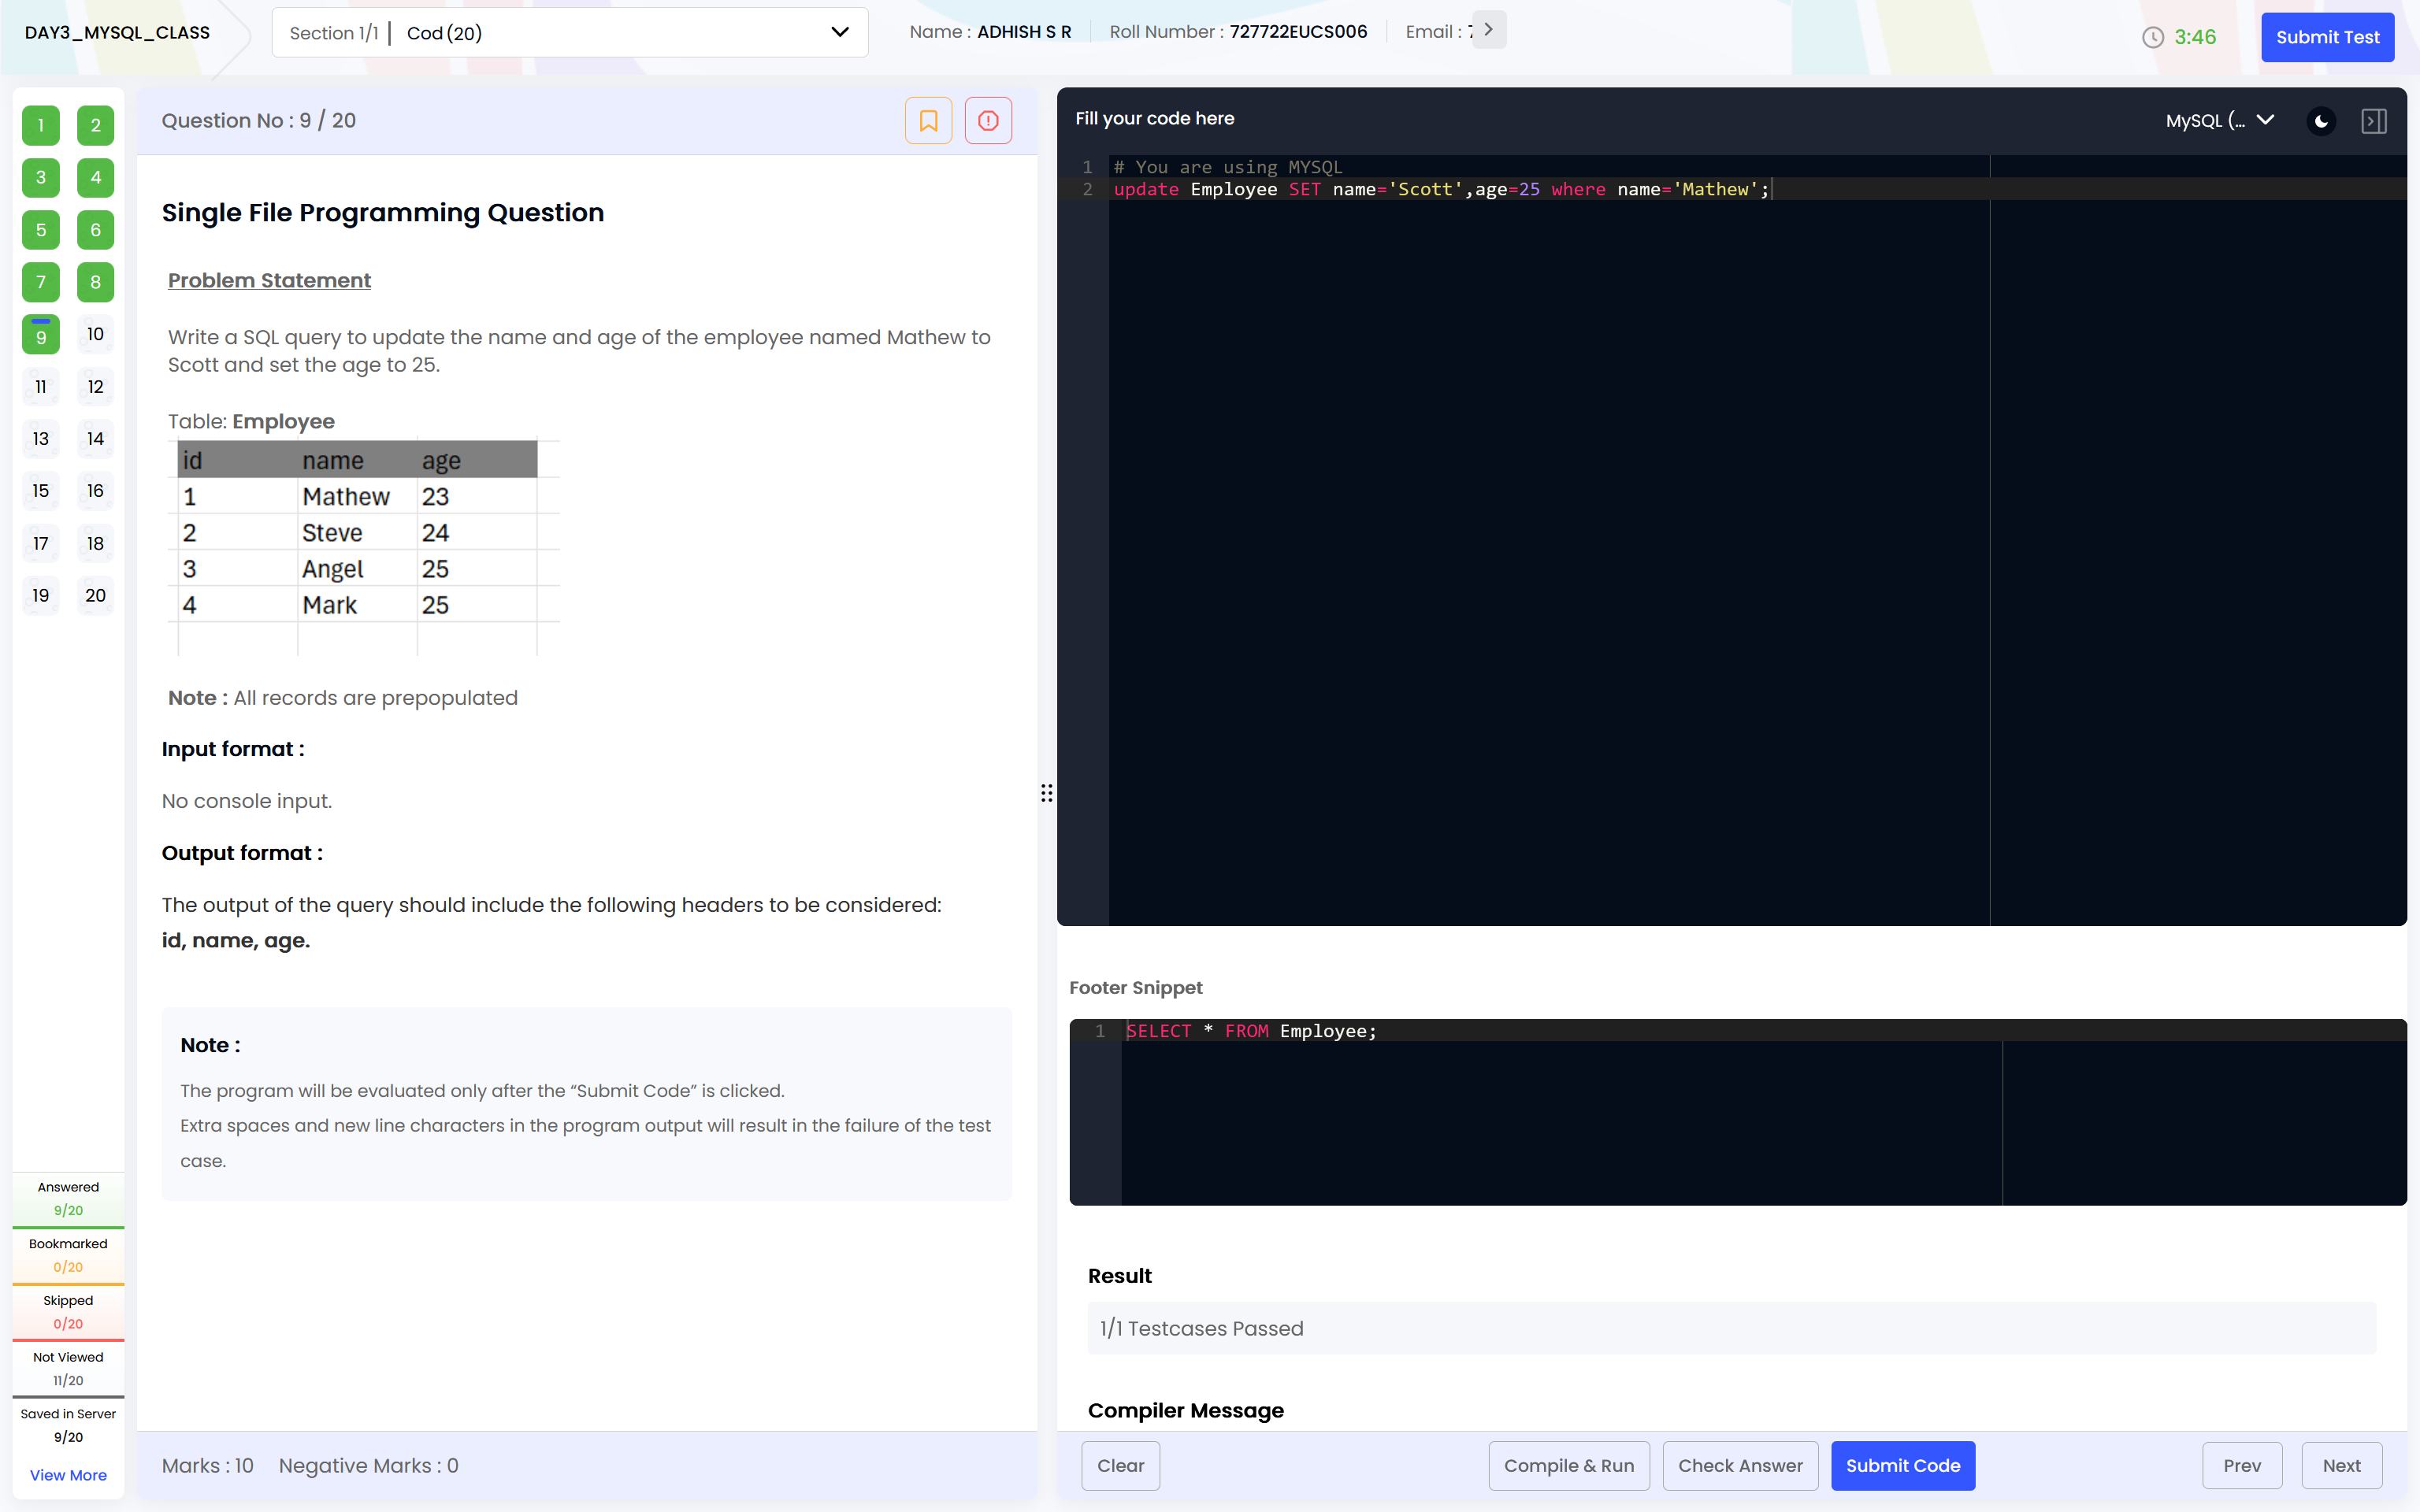 DAY3_MYSQL_CLASS
Section 1/1 | Cod (20)
Name : ADHISH S R
Roll Number : 727722EUCS006
Email : 7
3:46
Submit Test
1 2
3 4
5 6
7 8
9 10
11 12
13 14
15 16
17 18
19 20
Answered
9/20
Bookmarked
0/20
Skipped
0/20
Not Viewed
11/20
Saved in Server
9/20
View More
Question No : 9 / 20
Single File Programming Question
Problem Statement
Write a SQL query to update the name and age of the employee named Mathew to
Scott and set the age to 25.
Table: Employee
id name age
1 Mathew 23
2 Steve 24
3 Angel 25
4 Mark 25
Note : All records are prepopulated
Input format :
No console input.
Output format :
The output of the query should include the following headers to be considered:
id, name, age.
Note :
The program will be evaluated only after the “Submit Code” is clicked.
Extra spaces and new line characters in the program output will result in the failure of the test
case.
Marks : 10 Negative Marks : 0
Fill your code here
MySQL (...
1 # You are using MYSQL
2 update Employee SET name='Scott',age=25 where name='Mathew';
Footer Snippet
1 SELECT * FROM Employee;
Result
1/1 Testcases Passed
Compiler Message
Clear
Compile & Run
Check Answer
Submit Code
Prev
Next